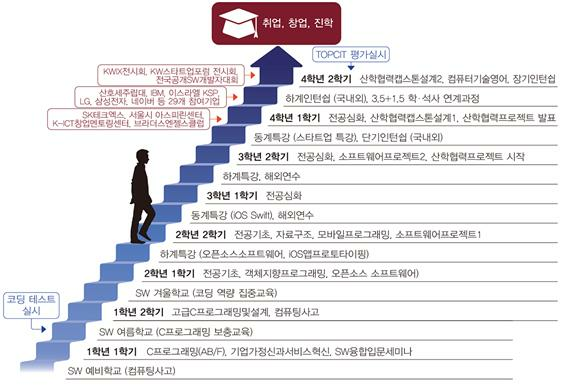 취업, 창업, 진학
TOPCIT 평가실시
KWIX전시회, KW스타트업포럼 전시회,
전국공개SW개발자대회
산호세주립대, IBM, 이스라엘 KSP,
LG, 삼성전자, 네이버 등 29개 참여기업
SK테크엑스, 서울시 아스피린센터,
K-ICT창업멘토링센터, 브라더스엔젤스클럽
4학년 2학기 산학협력캡스톤설계2, 컴퓨터기술영어, 장기인턴쉽
하계인턴쉽 (국내외), 3.5+1.5 학·석사 연계과정
4학년 1학기 전공심화, 산학협력캡스톤설계1, 산학협력프로젝트 발표
동계특강 (스타트업 특강), 단기인턴쉽 (국내외)
3학년 2학기 전공심화, 소프트웨어프로젝트2, 산학협력프로젝트 시작
하계특강, 해외연수
3학년 1학기 전공심화
동계특강 (iOS Swift), 해외연수
2학년 2학기 전공기초, 자료구조, 모바일프로그래밍, 소프트웨어프로젝트1
하계특강 (오픈소스소프트웨어, iOS앱프로토타이핑)
2학년 1학기 전공기초, 객체지향프로그래밍, 오픈소스 소프트웨어)
SW 겨울학교 (코딩 역량 집중교육)
코딩 테스트
실시
1학년 2학기 고급C프로그래밍및설계, 컴퓨팅사고
SW 여름학교 (C프로그래밍 보충교육)
1학년 1학기 C프로그래밍(AB/F), 기업가정신과서비스혁신, SW융합입문세미나
SW 예비학교 (컴퓨팅사고)